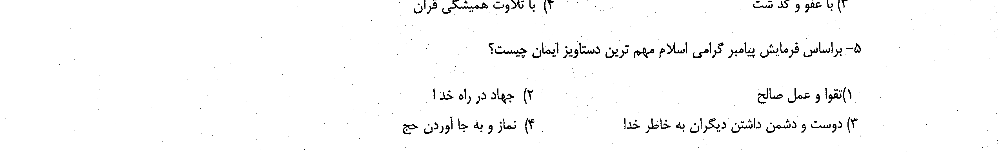 ۳) با عفو و گذ شت ۴) با تلاوت همیشگی قرآن
۵- براساس فرمایش پیامبر گرامی اسلام مهم ترین دستاویز ایمان چیست؟
۱)تقوا و عمل صالح ۲) جهاد در راه خد ا
۳) دوست و دشمن داشتن دیگران به خاطر خدا ۴) نماز و به جا آوردن حج